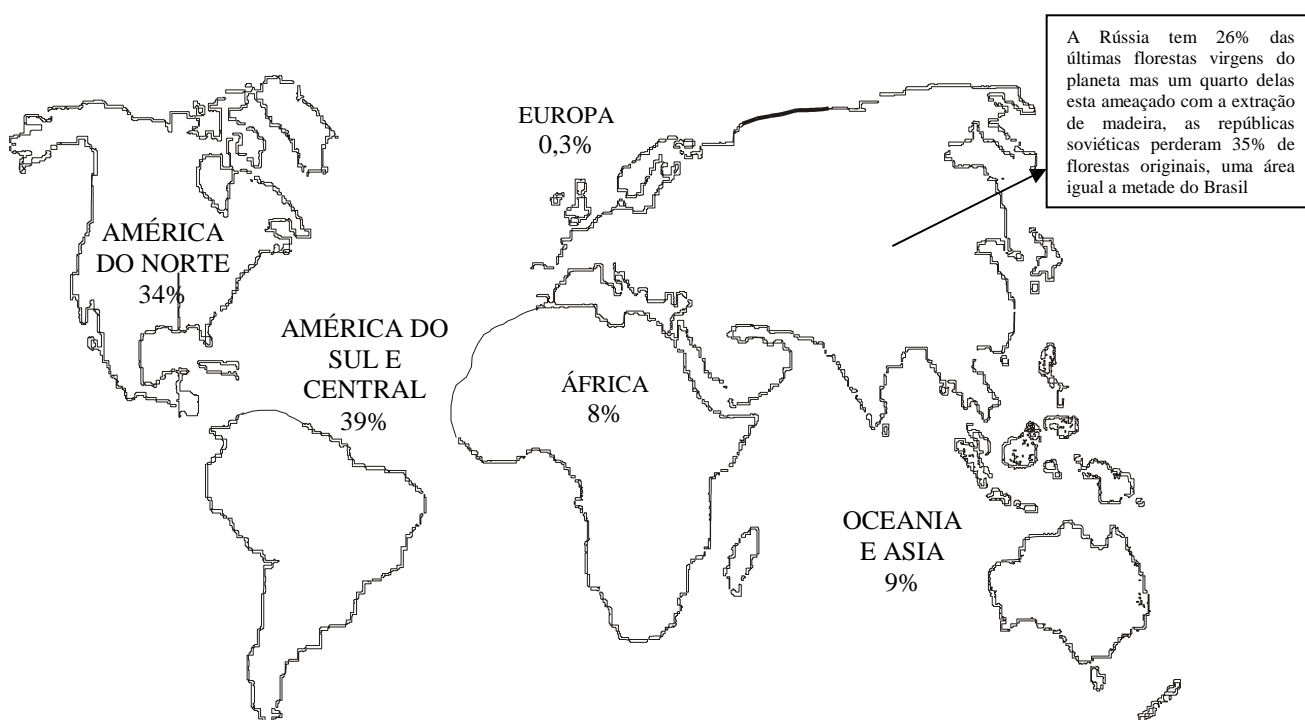 A Rússia tem 26% das
últimas florestas virgens do
planeta mas um quarto delas
esta ameaçado com a extração
de madeira, as repúblicas
soviéticas perderam 35% de
florestas originais, uma área
igual a metade do Brasil
EUROPA
0,3%
AMÉRICA
DO NORTE
34%
AMÉRICA DO
SUL E
CENTRAL
39%
ÁFRICA
8%
OCEANIA
E ASIA
9%